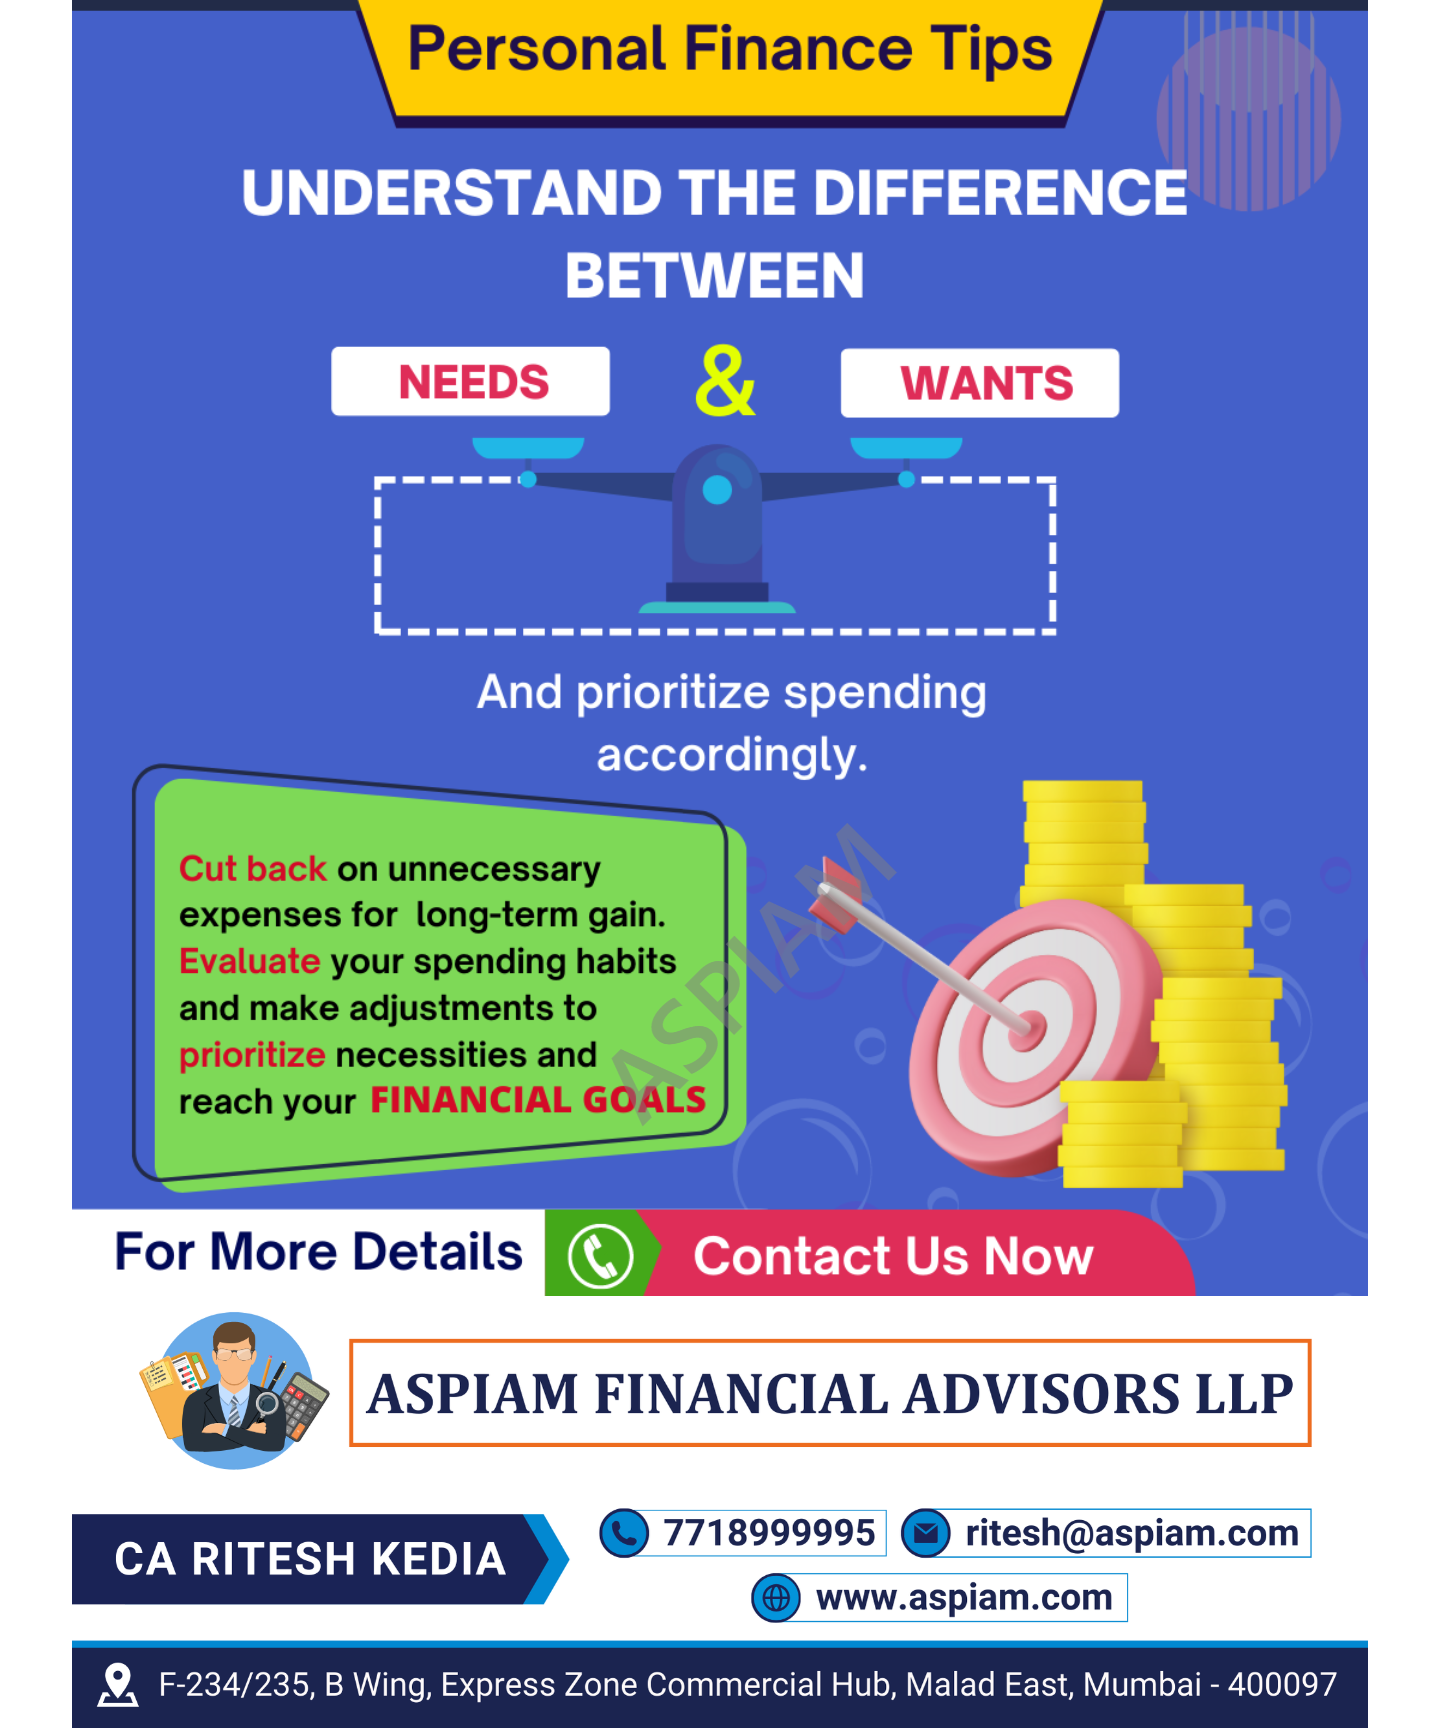 Personal Finance Tips
UNDERSTAND THE DIFFERENCE
BETWEEN
NEEDS & WANTS
And prioritize spending
accordingly.
Cut back on unnecessary
expenses for long-term gain.
Evaluate your spending habits
and make adjustments to
prioritize necessities and
reach your FINANCIAL GOALS
ASPIAM
For More Details Contact Us Now
ASPIAM FINANCIAL ADVISORS LLP
CA RITESH KEDIA
7718999995 ritesh@aspiam.com
www.aspiam.com
F-234/235, B Wing, Express Zone Commercial Hub, Malad East, Mumbai - 400097